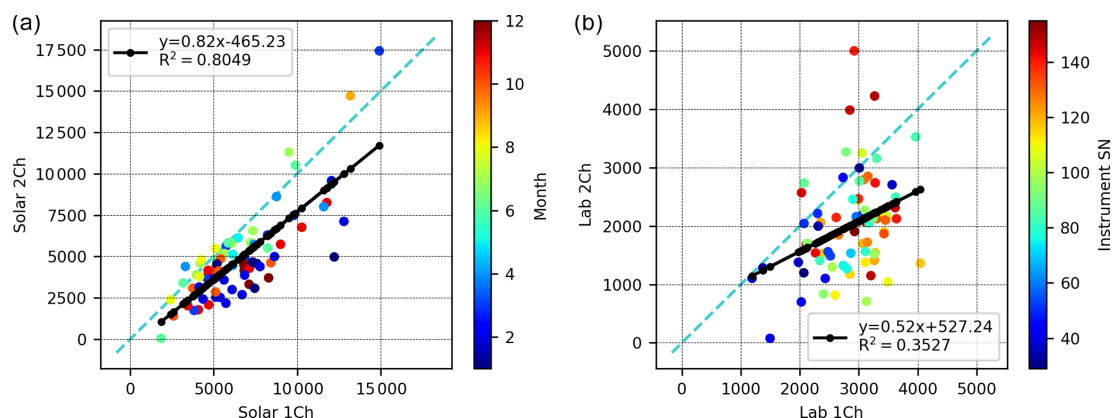 (a)
y=0.82x-465.23
R² = 0.8049
17500
15000
12500
10000
7500
5000
2500
0
Solar 2Ch
0 5000 10000 15000
Solar 1Ch
12
10
8
6
4
2
Month
(b)
5000
4000
3000
2000
1000
0
Lab 2Ch
y=0.52x+527.24
R² = 0.3527
0 1000 2000 3000 4000 5000
Lab 1Ch
140
120
100
80
60
40
Instrument SN